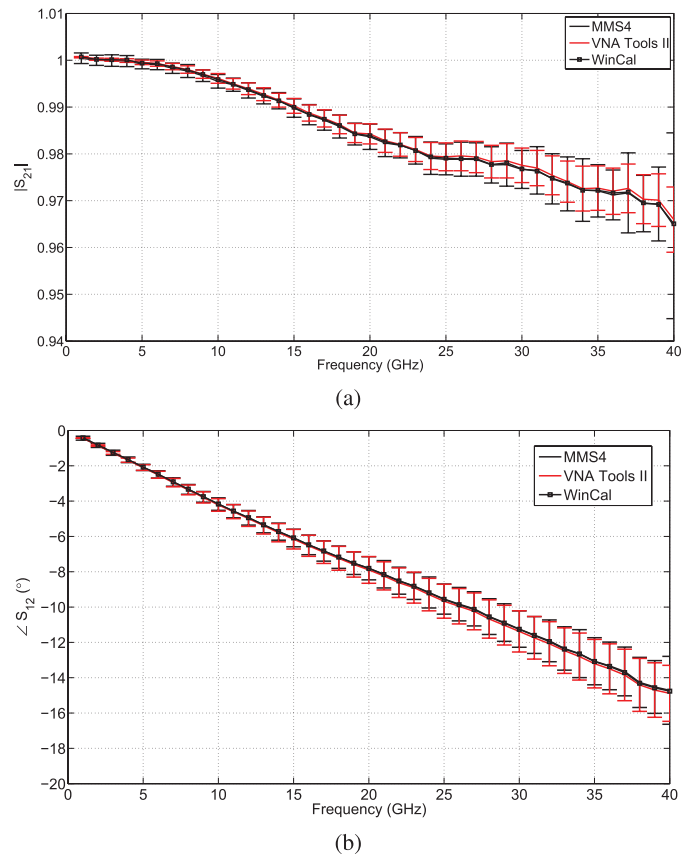 1.01
1
0.99
0.98
0.97
0.96
0.95
0.94
|S21|
MMS4
VNA Tools II
WinCal
0 5 10 15 20 25 30 35 40
Frequency (GHz)
(a)
0
−2
−4
−6
−8
−10
−12
−14
−16
−18
−20
∠ S12 (°)
MMS4
VNA Tools II
WinCal
0 5 10 15 20 25 30 35 40
Frequency (GHz)
(b)